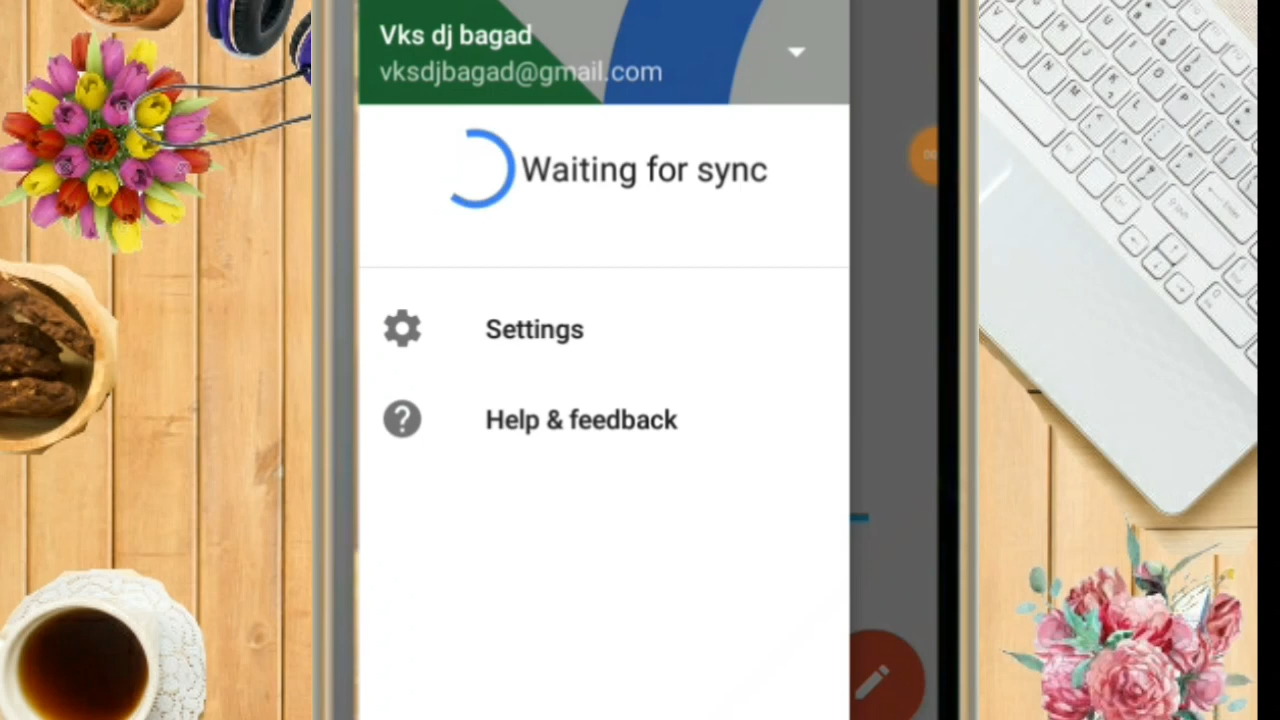 Vks dj bagad
vksdjbagad@gmail.com
Waiting for sync
Settings
Help & feedback